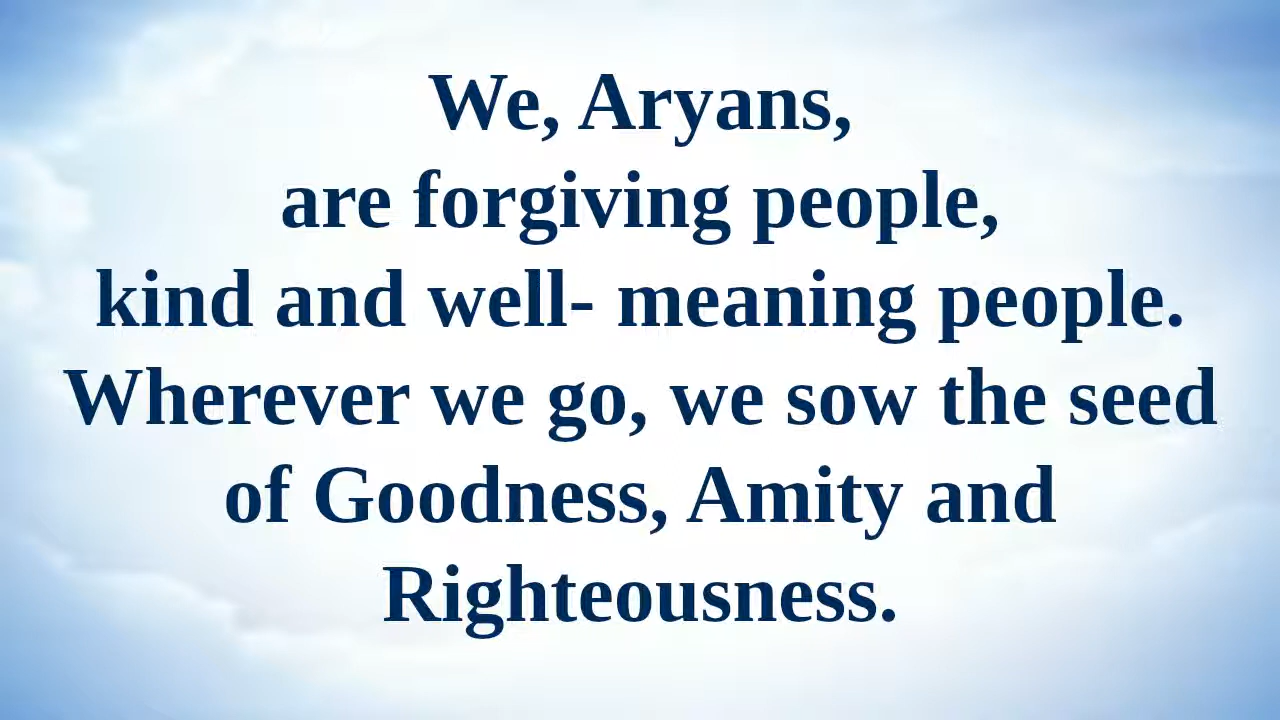 We, Aryans,
are forgiving people,
kind and well- meaning people.
Wherever we go, we sow the seed
of Goodness, Amity and
Righteousness.